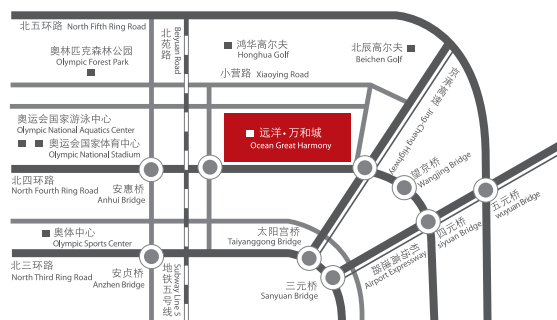 北五环路 North Fifth Ring Road
北苑路
Beiyuan Road
鸿华高尔夫
Honghua Golf
北辰高尔夫
Beichen Golf
奥林匹克森林公园
Olympic Forest Park
小营路 Xiaoying Road
京承高速 Jing-Cheng Highway
奥运会国家游泳中心
Olympic National Aquatics Center
奥运会国家体育中心
Olympic National Stadium
远洋·万和城
Ocean Great Harmony
望京桥
Wangjing Bridge
北四环路
North Fourth Ring Road
安惠桥
Anhui Bridge
五元桥
wuyuan Bridge
四元桥
siyuan Bridge
奥体中心
Olympic Sports Center
太阳宫桥
Taiyanggong Bridge
机场高速路
Airport Expressway
北三环路
North Third Ring Road
安贞桥
Anzhen Bridge
地铁五号线
Subway Line 5
三元桥
Sanyuan Bridge